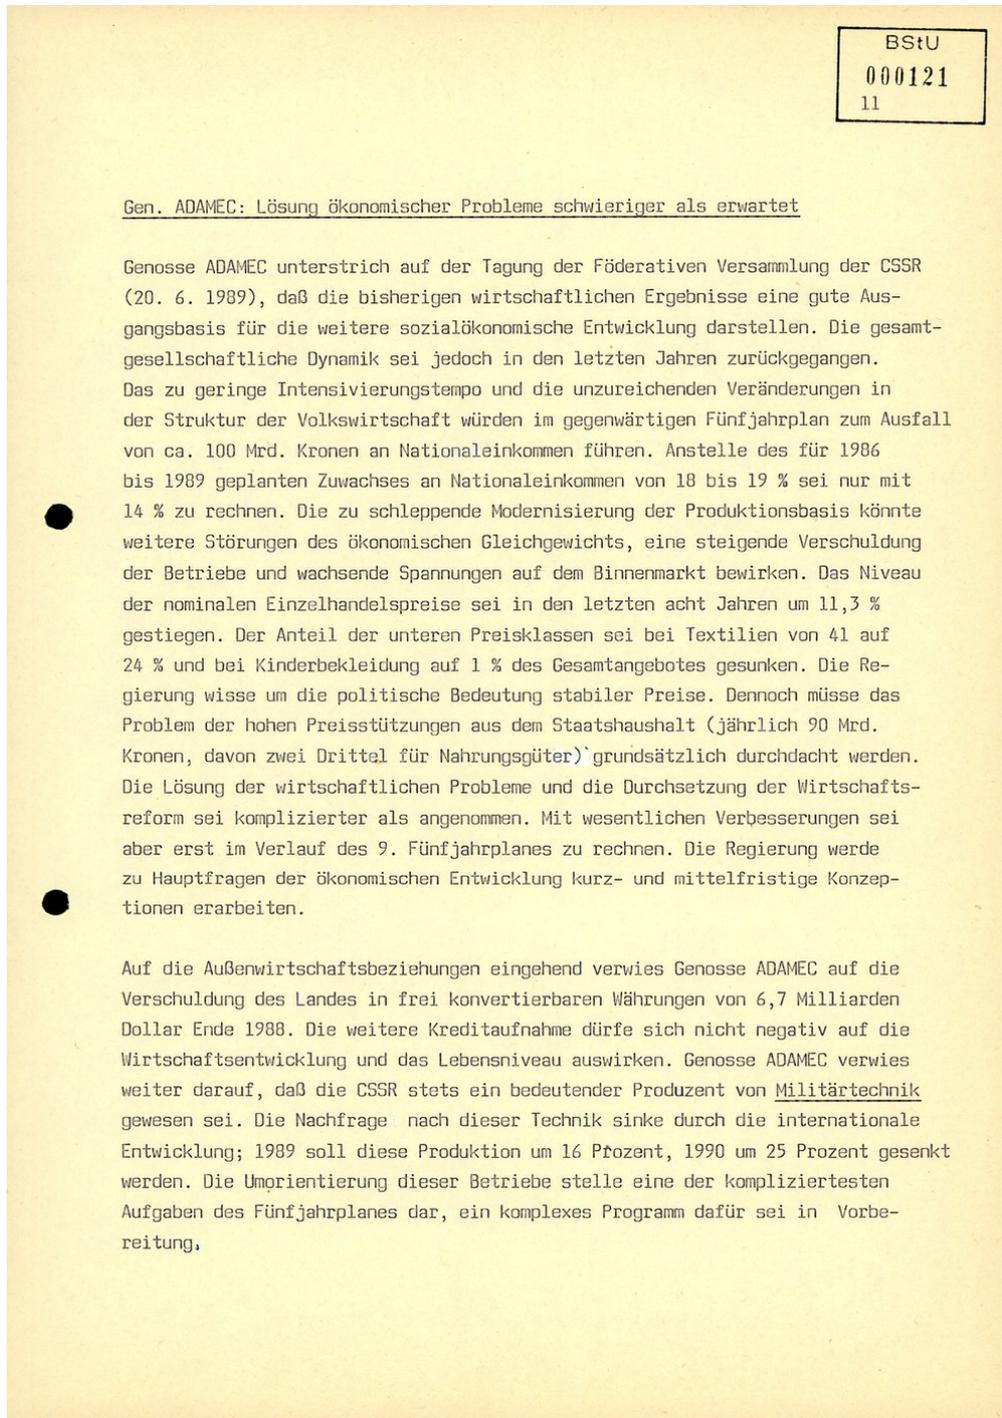 BStU
000121
11
Gen. ADAMEC: Lösung ökonomischer Probleme schwieriger als erwartet
Genosse ADAMEC unterstrich auf der Tagung der Föderativen Versammlung der CSSR
(20. 6. 1989), daß die bisherigen wirtschaftlichen Ergebnisse eine gute Aus-
gangsbasis für die weitere sozialökonomische Entwicklung darstellen. Die gesamt-
gesellschaftliche Dynamik sei jedoch in den letzten Jahren zurückgegangen.
Das zu geringe Intensivierungstempo und die unzureichenden Veränderungen in
der Struktur der Volkswirtschaft würden im gegenwärtigen Fünfjahrplan zum Ausfall
von ca. 100 Mrd. Kronen an Nationaleinkommen führen. Anstelle des für 1986
bis 1989 geplanten Zuwachses an Nationaleinkommen von 18 bis 19 % sei nur mit
14 % zu rechnen. Die zu schleppende Modernisierung der Produktionsbasis könnte
weitere Störungen des ökonomischen Gleichgewichts, eine steigende Verschuldung
der Betriebe und wachsende Spannungen auf dem Binnenmarkt bewirken. Das Niveau
der nominalen Einzelhandelspreise sei in den letzten acht Jahren um 11,3 %
gestiegen. Der Anteil der unteren Preisklassen sei bei Textilien von 41 auf
24 % und bei Kinderbekleidung auf 1 % des Gesamtangebotes gesunken. Die Re-
gierung wisse um die politische Bedeutung stabiler Preise. Dennoch müsse das
Problem der hohen Preisstützungen aus dem Staatshaushalt (jährlich 90 Mrd.
Kronen, davon zwei Drittel für Nahrungsgüter) grundsätzlich durchdacht werden.
Die Lösung der wirtschaftlichen Probleme und die Durchsetzung der Wirtschafts-
reform sei komplizierter als angenommen. Mit wesentlichen Verbesserungen sei
aber erst im Verlauf des 9. Fünfjahrplanes zu rechnen. Die Regierung werde
zu Hauptfragen der ökonomischen Entwicklung kurz- und mittelfristige Konzep-
tionen erarbeiten.
Auf die Außenwirtschaftsbeziehungen eingehend verwies Genosse ADAMEC auf die
Verschuldung des Landes in frei konvertierbaren Währungen von 6,7 Milliarden
Dollar Ende 1988. Die weitere Kreditaufnahme dürfe sich nicht negativ auf die
Wirtschaftsentwicklung und das Lebensniveau auswirken. Genosse ADAMEC verwies
weiter darauf, daß die CSSR stets ein bedeutender Produzent von Militärtechnik
gewesen sei. Die Nachfrage nach dieser Technik sinke durch die internationale
Entwicklung; 1989 soll diese Produktion um 16 Prozent, 1990 um 25 Prozent gesenkt
werden. Die Umorientierung dieser Betriebe stelle eine der kompliziertesten
Aufgaben des Fünfjahrplanes dar, ein komplexes Programm dafür sei in Vorbe-
reitung.